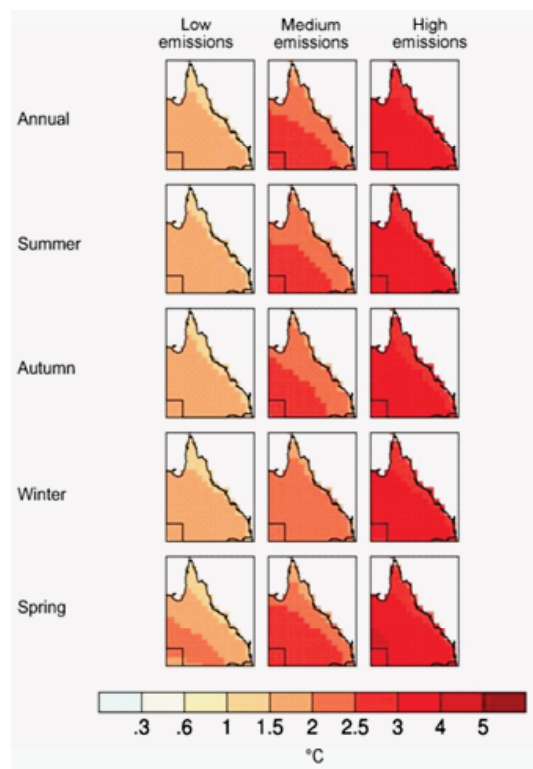 Low emissions
Medium emissions
High emissions
Annual
Summer
Autumn
Winter
Spring
.3 .6 1 1.5 2 2.5 3 4 5
°C